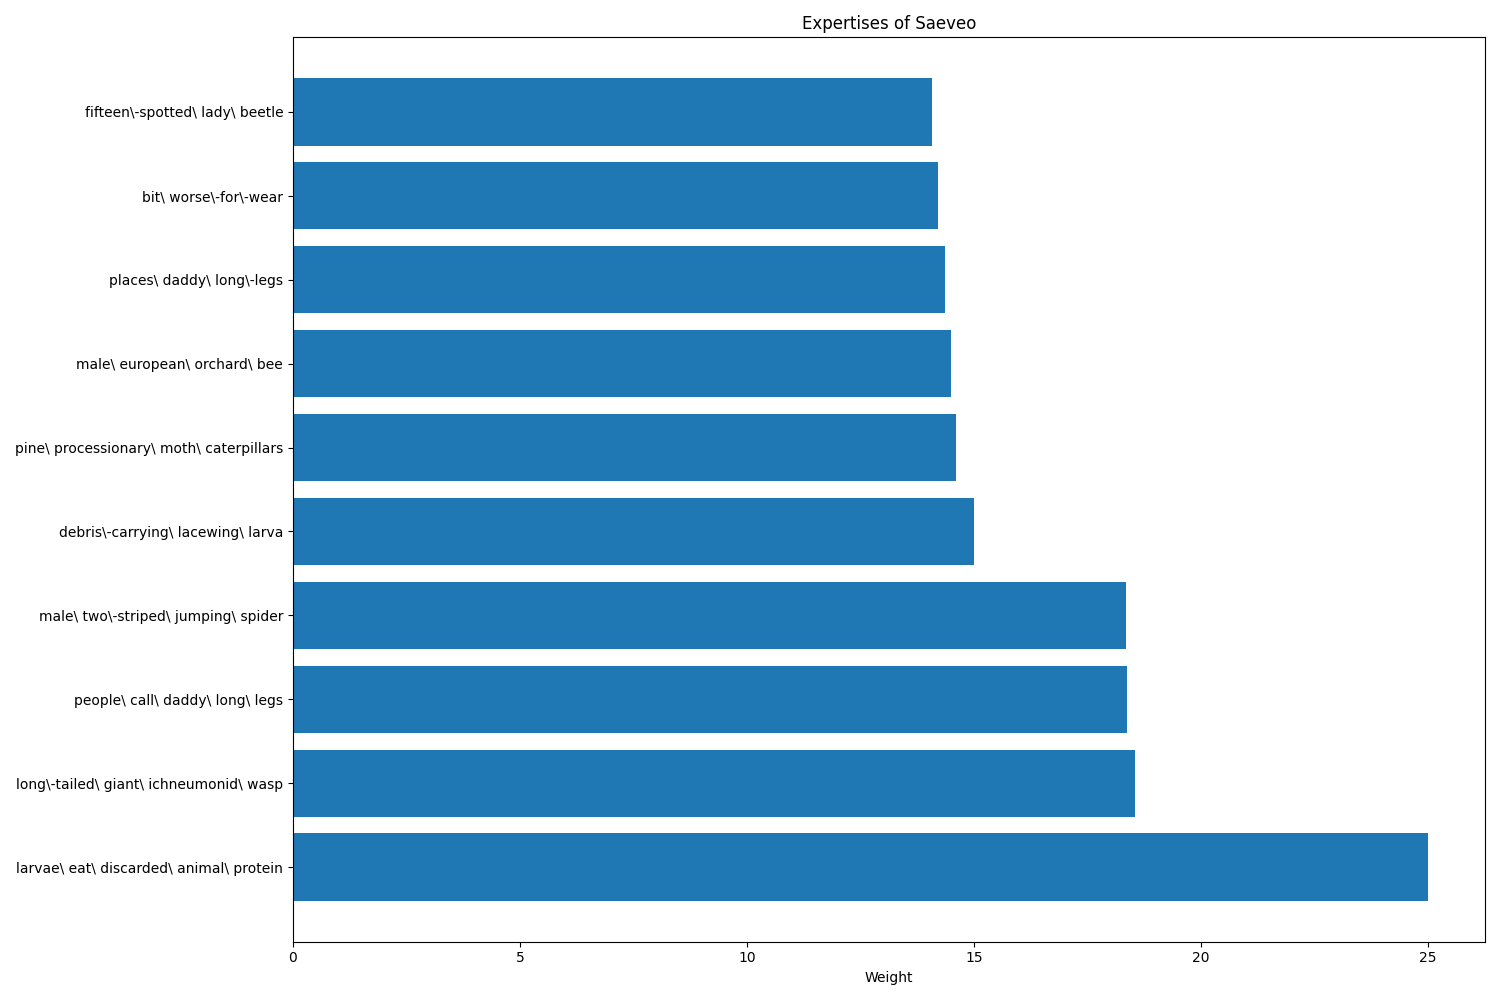 Expertises of Saeveo
fifteen\-spotted\ lady\ beetle
bit\ worse\-for\-wear
places\ daddy\ long\-legs
male\ european\ orchard\ bee
pine\ processionary\ moth\ caterpillars
debris\-carrying\ lacewing\ larva
male\ two\-striped\ jumping\ spider
people\ call\ daddy\ long\ legs
long\-tailed\ giant\ ichneumonid\ wasp
larvae\ eat\ discarded\ animal\ protein
0 5 10 15 20 25
Weight